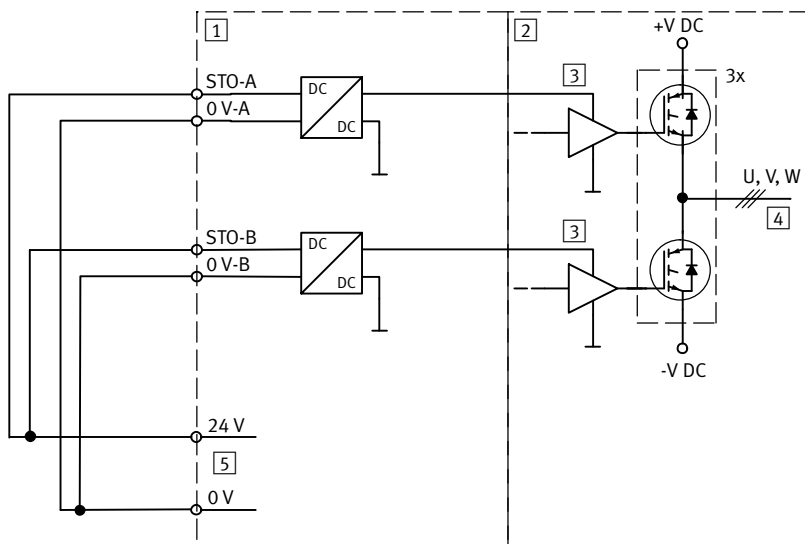 1
2
+V DC
3
3x
STO-A
0 V-A
DC
DC
U, V, W
4
STO-B
0 V-B
DC
DC
3
-V DC
24 V
5
0 V